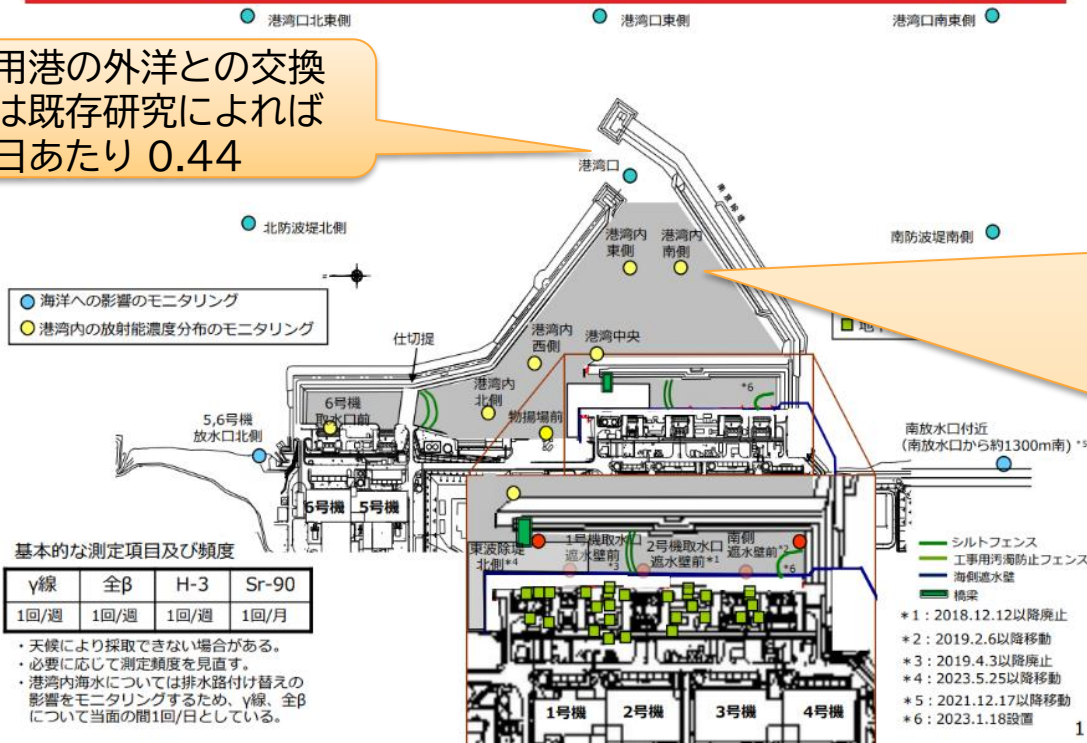 港湾口北東側
港湾口東側
港湾口南東側
用港の外洋との交換
は既存研究によれば
日あたり 0.44
港湾口
南防波堤
北防波堤北側
港湾内
東側
港湾内
南側
南防波堤南側
海洋への影響のモニタリング
港湾内の放射能濃度分布のモニタリング
仕切堤
港湾内
西側
港湾中央
港湾内
北側
物揚場前
*6
6号機
取水口前
5,6号機
放水口北側
南放水口付近
(南放水口から約1300m南) *5
6号機
5号機
基本的な測定項目及び頻度
γ線 全β H-3 Sr-90
1回/週 1回/週 1回/週 1回/月
・天候により採取できない場合がある。
・必要に応じて測定頻度を見直す。
・港湾内海水については排水路付け替えの
影響をモニタリングするため、γ線、全β
について当面の間1回/日としている。
東波除堤
北側*4
1号機取水口
遮水壁前
*3
2号機取水口
遮水壁前*1
南側
遮水壁前*2
*6
1号機
2号機
3号機
4号機
シルトフェンス
工事用汚濁防止フェンス
海側遮水壁
橋梁
*1:2018.12.12以降廃止
*2:2019.2.6以降移動
*3:2019.4.3以降廃止
*4:2023.5.25以降移動
*5:2021.12.17以降移動
*6:2023.1.18設置
1